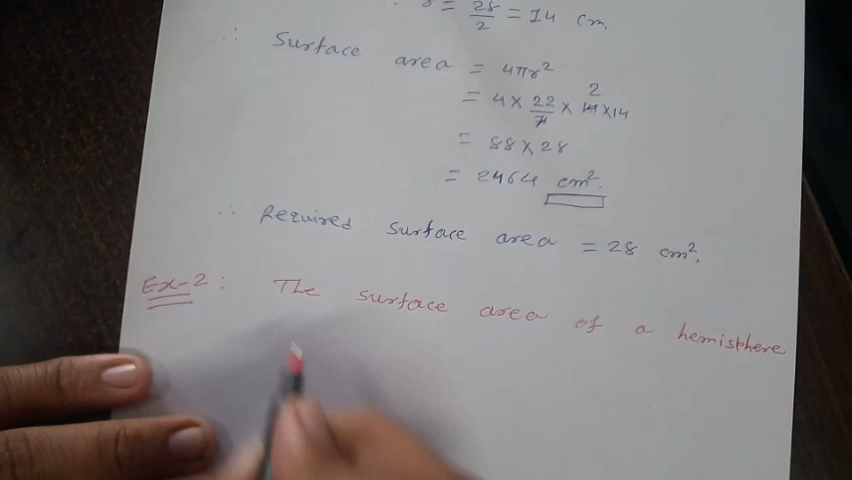 ∴ r = 28/2 = 14 cm.
∴ Surface area = 4πr²
= 4 × 22/7 × 14 × 14 2
= 88 × 28
= 2464 cm².
∴ Required surface area = 28 cm².
Ex-2 : The surface area of a hemisphere